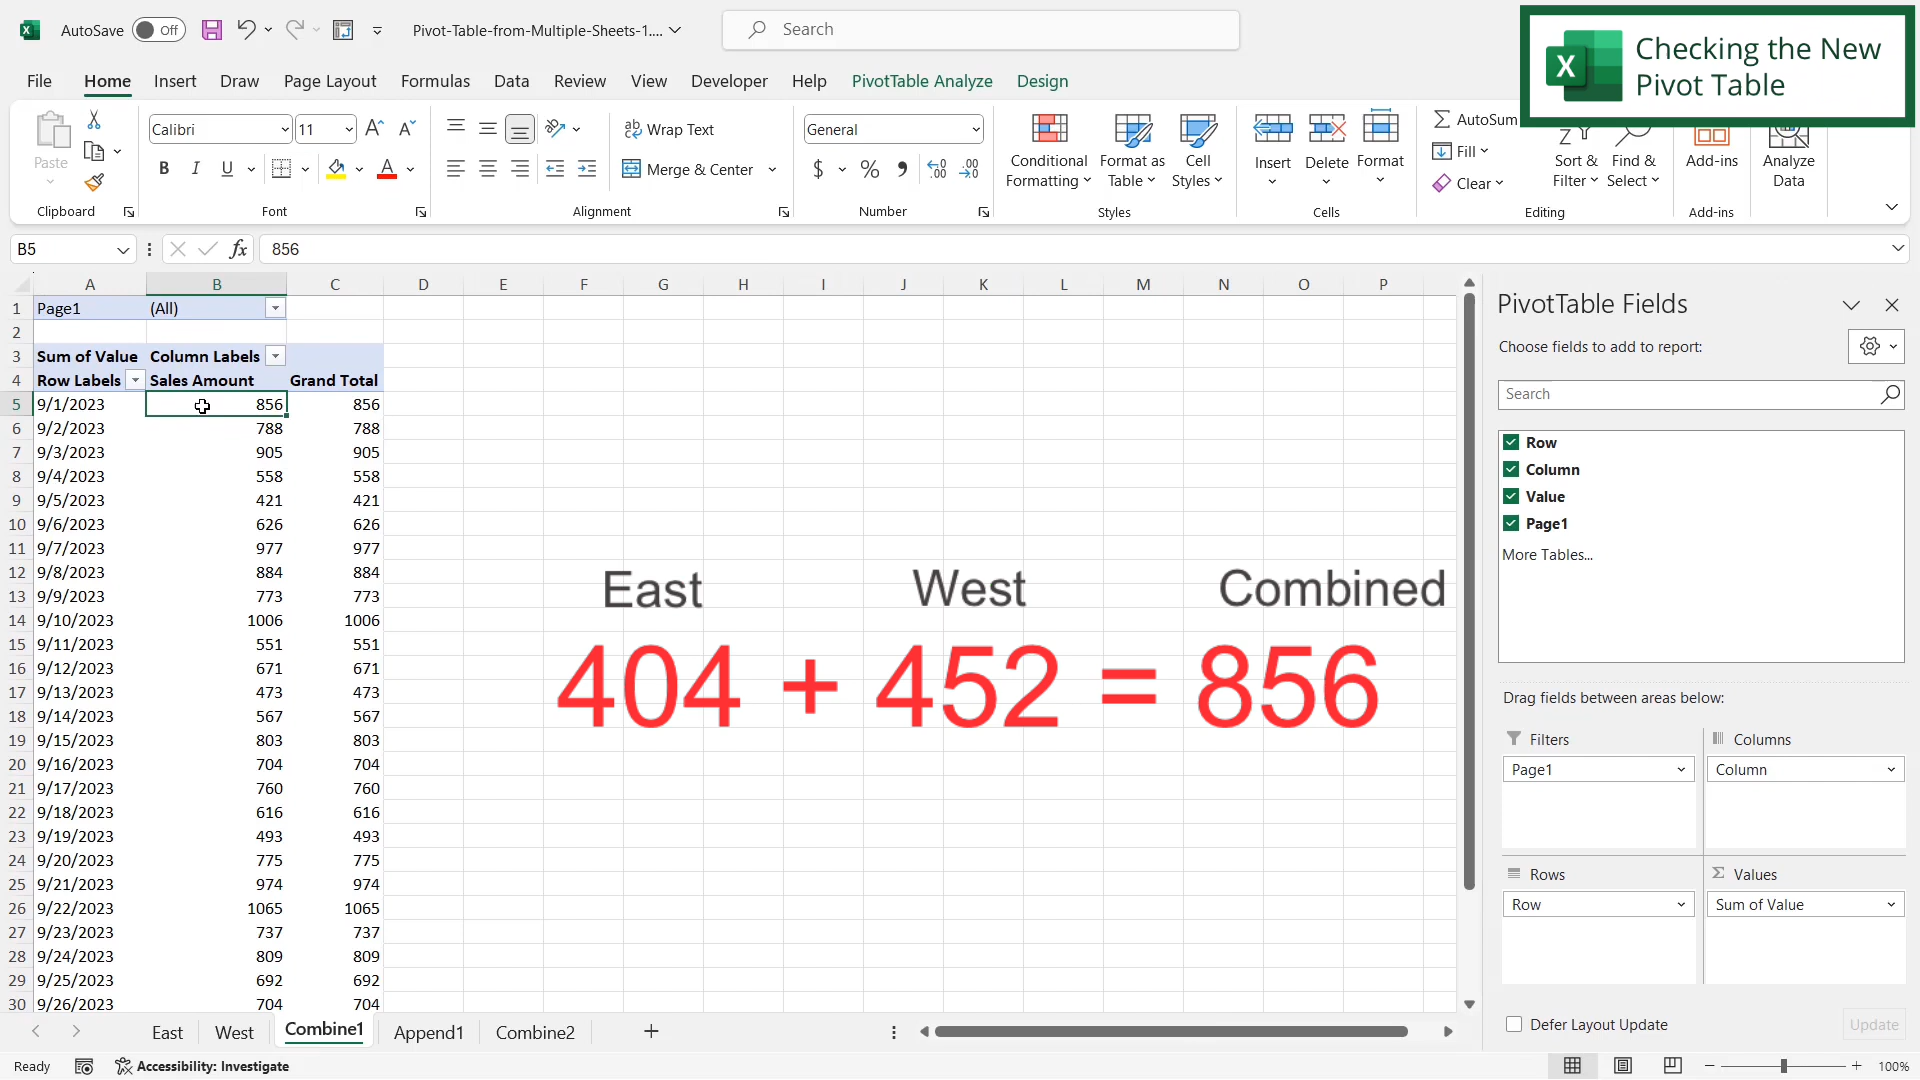 AutoSave Off Pivot-Table-from-Multiple-Sheets-1.... Search
Checking the New
Pivot Table
File Home Insert Draw Page Layout Formulas Data Review View Developer Help PivotTable Analyze Design
Paste
Clipboard
Calibri 11
B I U A
Font
Wrap Text
Merge & Center
Alignment
General
$ %
Number
Conditional
Formatting
Format as
Table
Cell
Styles
Styles
Insert Delete Format
Cells
AutoSum
Fill
Clear
Sort &
Filter
Find &
Select
Editing
Add-ins
Add-ins
Analyze
Data
B5 fx 856
A B C D E F G H I J K L M N O P
1 Page1 (All)
2
3 Sum of Value Column Labels
4 Row Labels Sales Amount Grand Total
5 9/1/2023 856 856
6 9/2/2023 788 788
7 9/3/2023 905 905
8 9/4/2023 558 558
9 9/5/2023 421 421
10 9/6/2023 626 626
11 9/7/2023 977 977
12 9/8/2023 884 884
13 9/9/2023 773 773
14 9/10/2023 1006 1006
15 9/11/2023 551 551
16 9/12/2023 671 671
17 9/13/2023 473 473
18 9/14/2023 567 567
19 9/15/2023 803 803
20 9/16/2023 704 704
21 9/17/2023 760 760
22 9/18/2023 616 616
23 9/19/2023 493 493
24 9/20/2023 775 775
25 9/21/2023 974 974
26 9/22/2023 1065 1065
27 9/23/2023 737 737
28 9/24/2023 809 809
29 9/25/2023 692 692
30 9/26/2023 704 704
East West Combined
404 + 452 = 856
PivotTable Fields
Choose fields to add to report:
Search
Row
Column
Value
Page1
More Tables...
Drag fields between areas below:
Filters
Page1
Columns
Column
Rows
Row
Values
Sum of Value
Defer Layout Update Update
East West Combine1 Append1 Combine2
Ready Accessibility: Investigate 100%